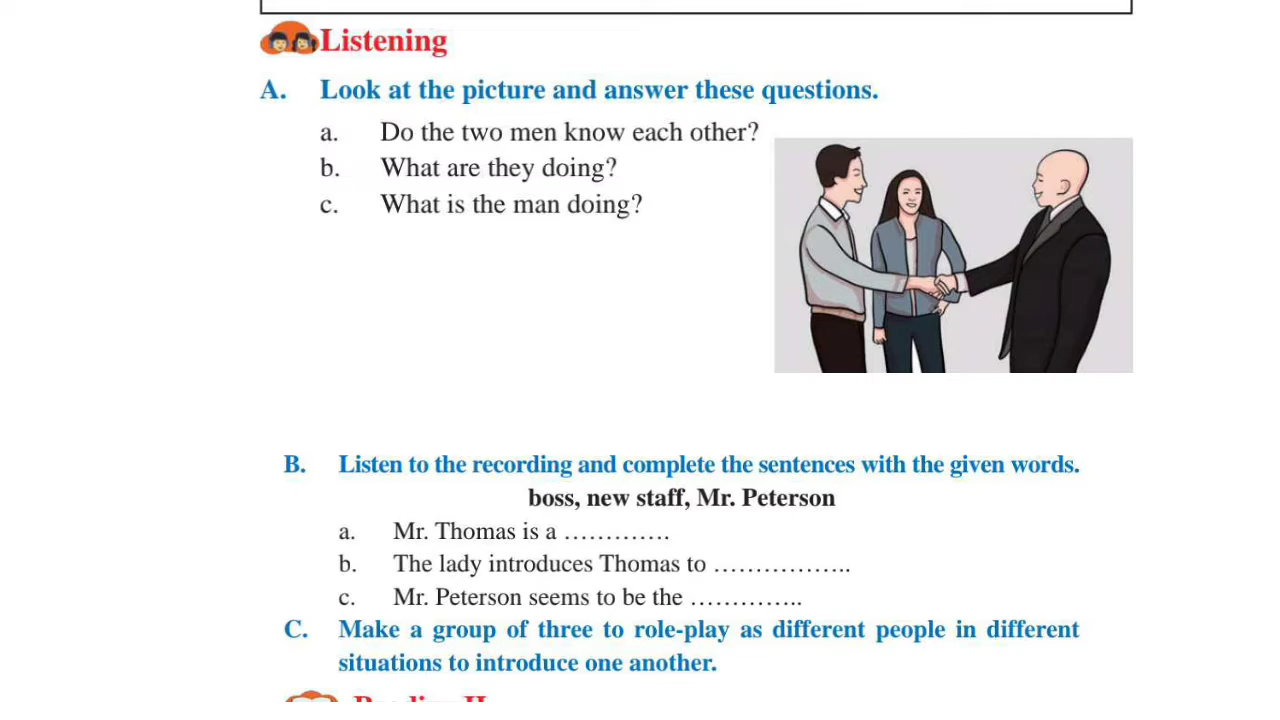 Listening
A. Look at the picture and answer these questions.
a. Do the two men know each other?
b. What are they doing?
c. What is the man doing?
B. Listen to the recording and complete the sentences with the given words.
boss, new staff, Mr. Peterson
a. Mr. Thomas is a .............
b. The lady introduces Thomas to .................
c. Mr. Peterson seems to be the ..............
C. Make a group of three to role-play as different people in different
situations to introduce one another.
Reading II